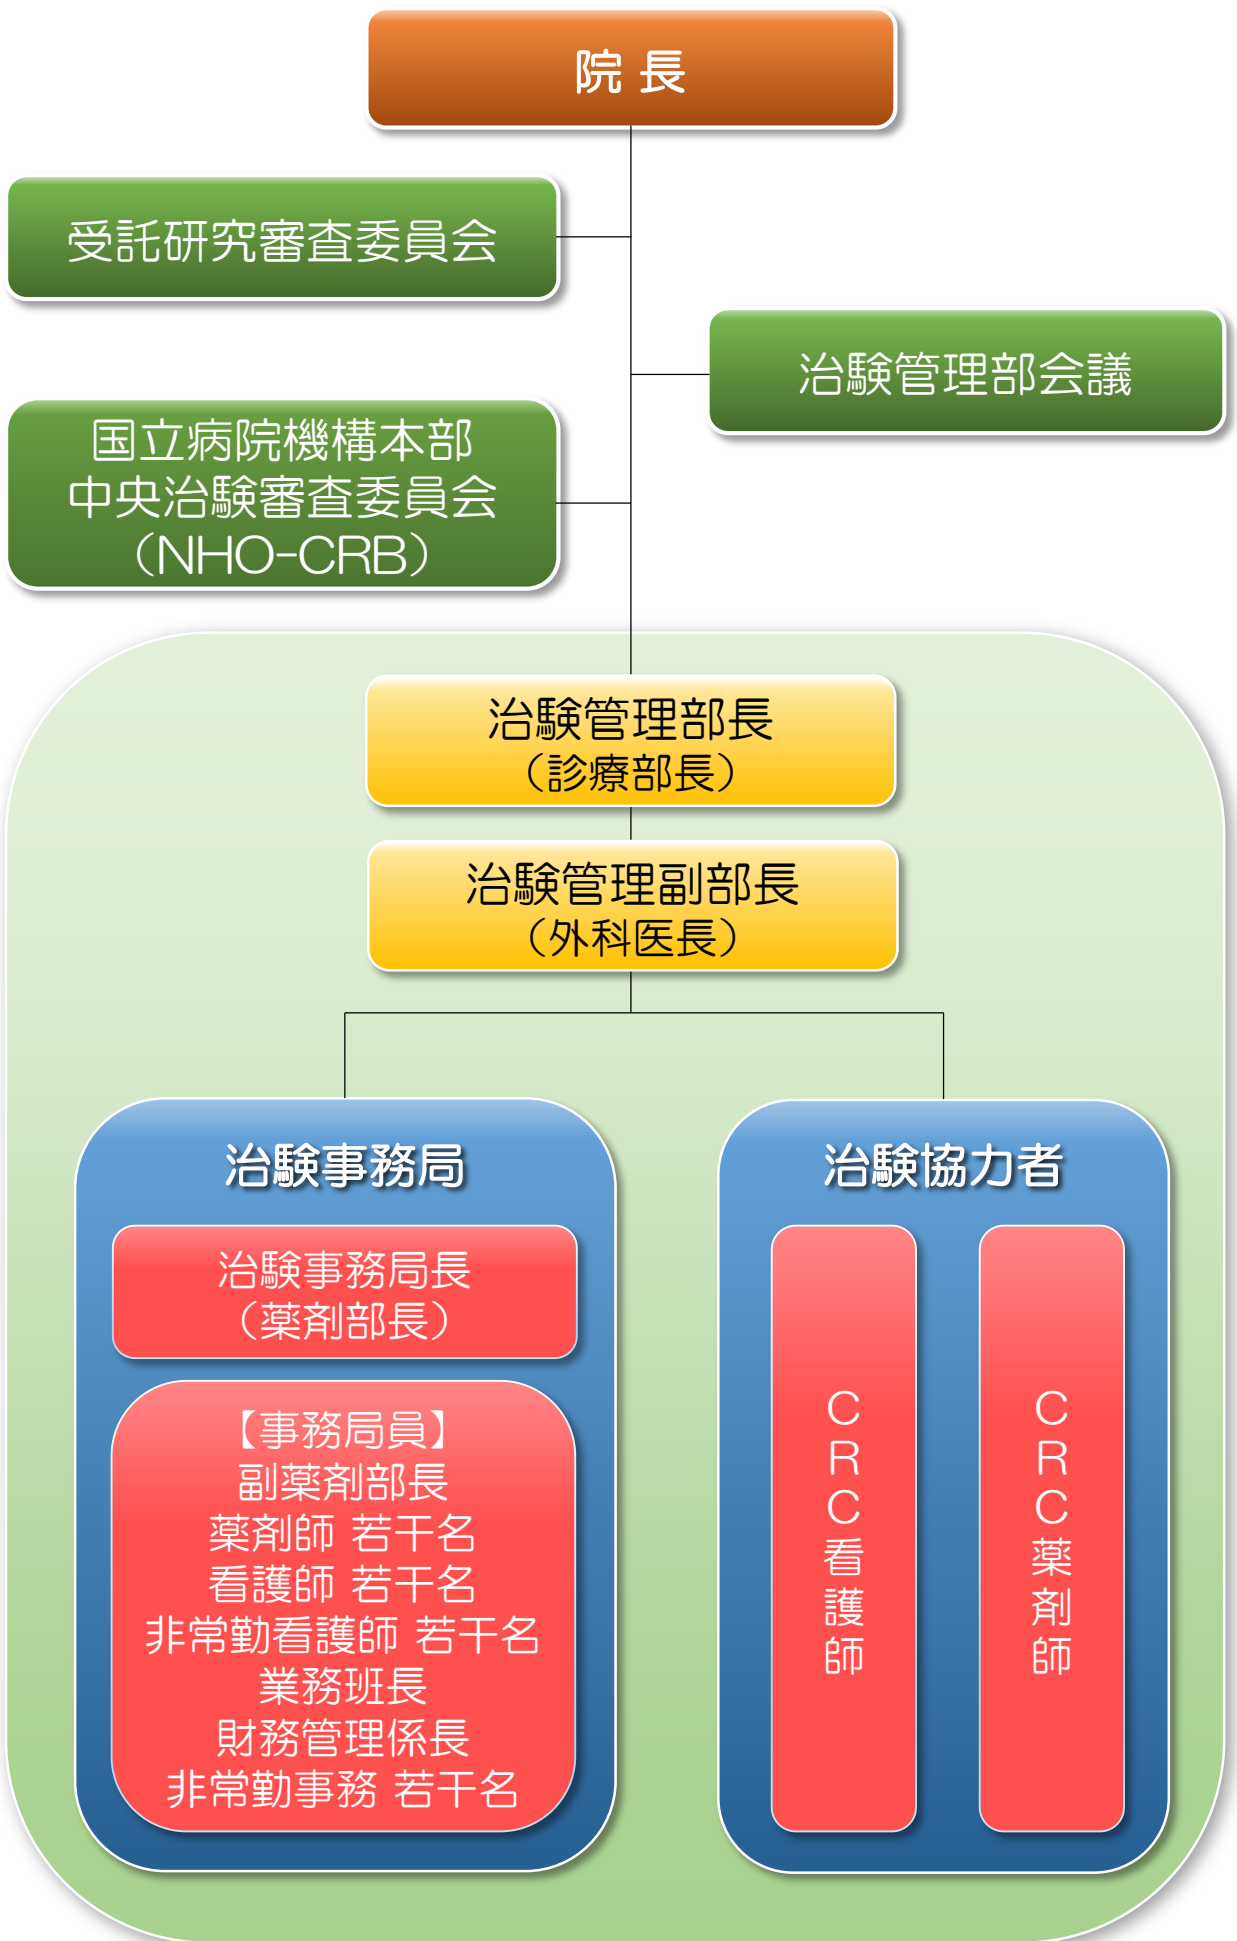 院 長
受託研究審査委員会
治験管理部会議
国立病院機構本部
中央治験審査委員会
（NHO-CRB）
治験管理部長
（診療部長）
治験管理副部長
（外科医長）
治験事務局
治験事務局長
（薬剤部長）
【事務局員】
副薬剤部長
薬剤師 若干名
看護師 若干名
非常勤看護師 若干名
業務班長
財務管理係長
非常勤事務 若干名
治験協力者
ＣＲＣ看護師
ＣＲＣ薬剤師